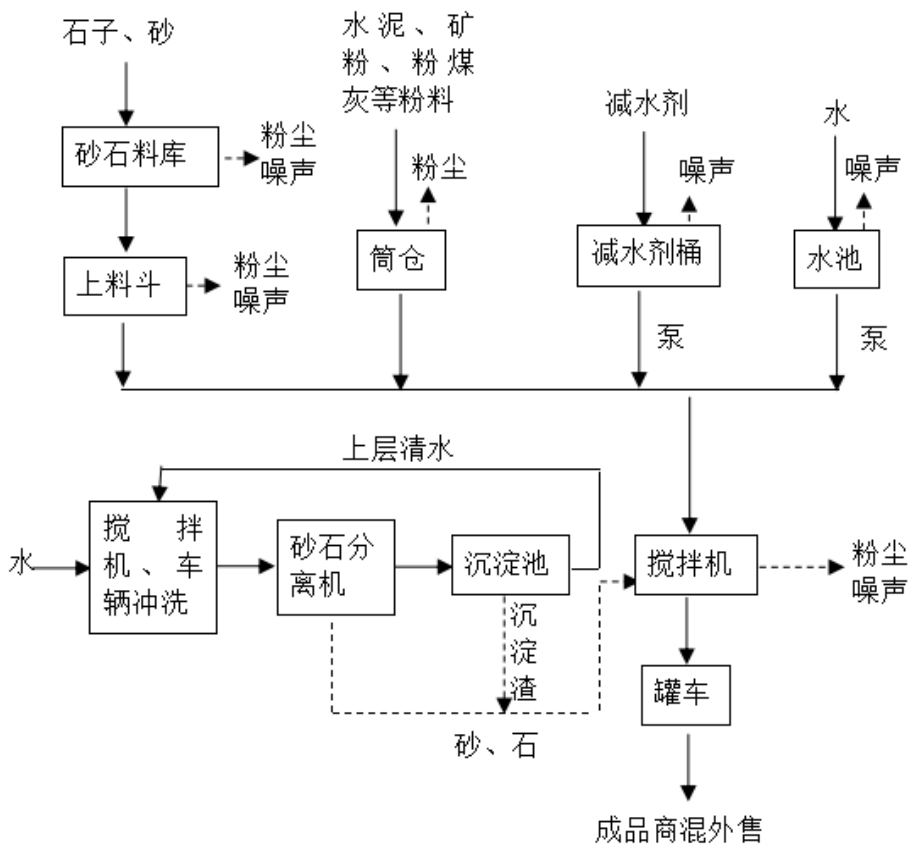 石子、砂
水泥、矿
粉、粉煤
灰等粉料
减水剂
水
砂石料库
粉尘
噪声
粉尘
噪声
噪声
筒仓
减水剂桶
水池
上料斗
粉尘
噪声
泵
泵
上层清水
水
搅拌
机、车
辆冲洗
砂石分
离机
沉淀池
搅拌机
粉尘
噪声
沉
淀
渣
罐车
砂、石
成品商混外售